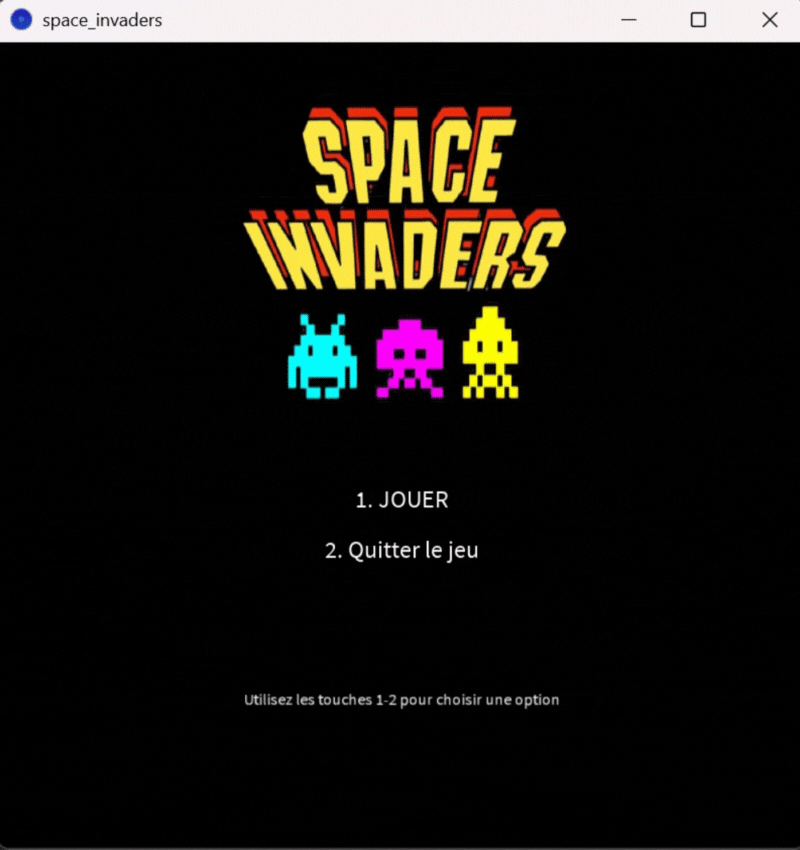 space_invaders
SPACE
INVADERS
1. JOUER
2. Quitter le jeu
Utilisez les touches 1-2 pour choisir une option